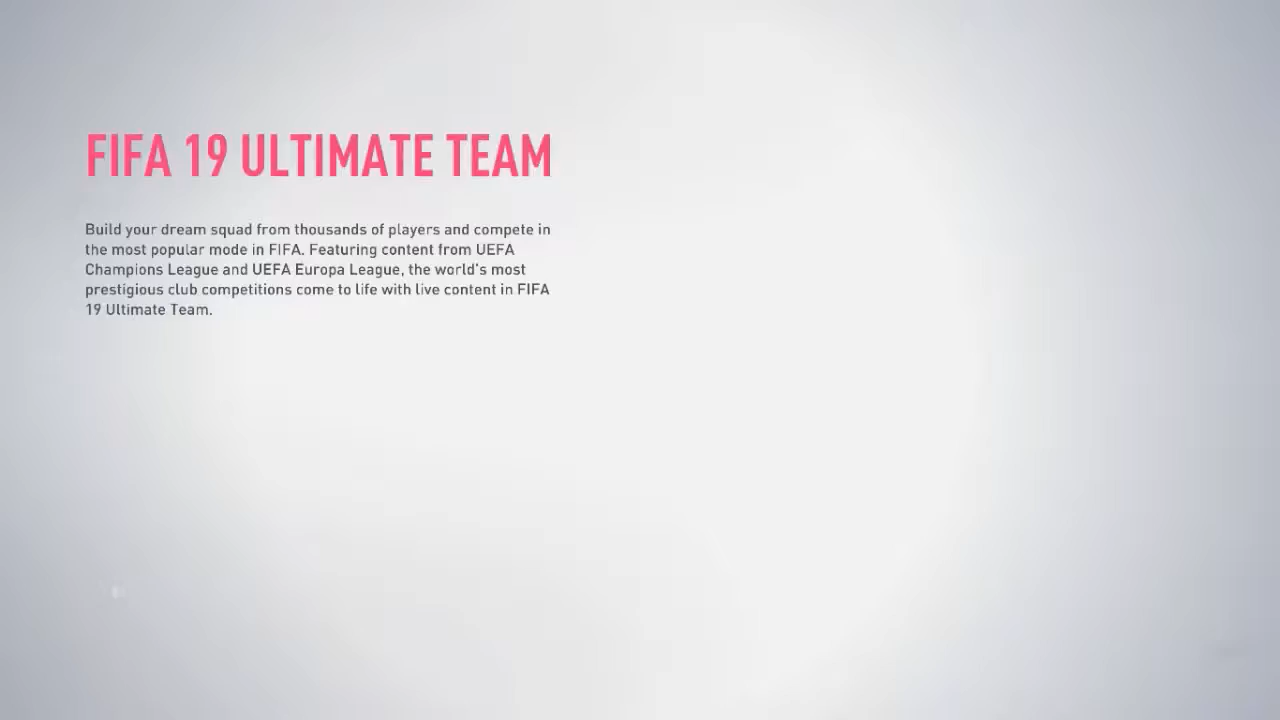 FIFA 19 ULTIMATE TEAM
Build your dream squad from thousands of players and compete in
the most popular mode in FIFA. Featuring content from UEFA
Champions League and UEFA Europa League, the world's most
prestigious club competitions come to life with live content in FIFA
19 Ultimate Team.